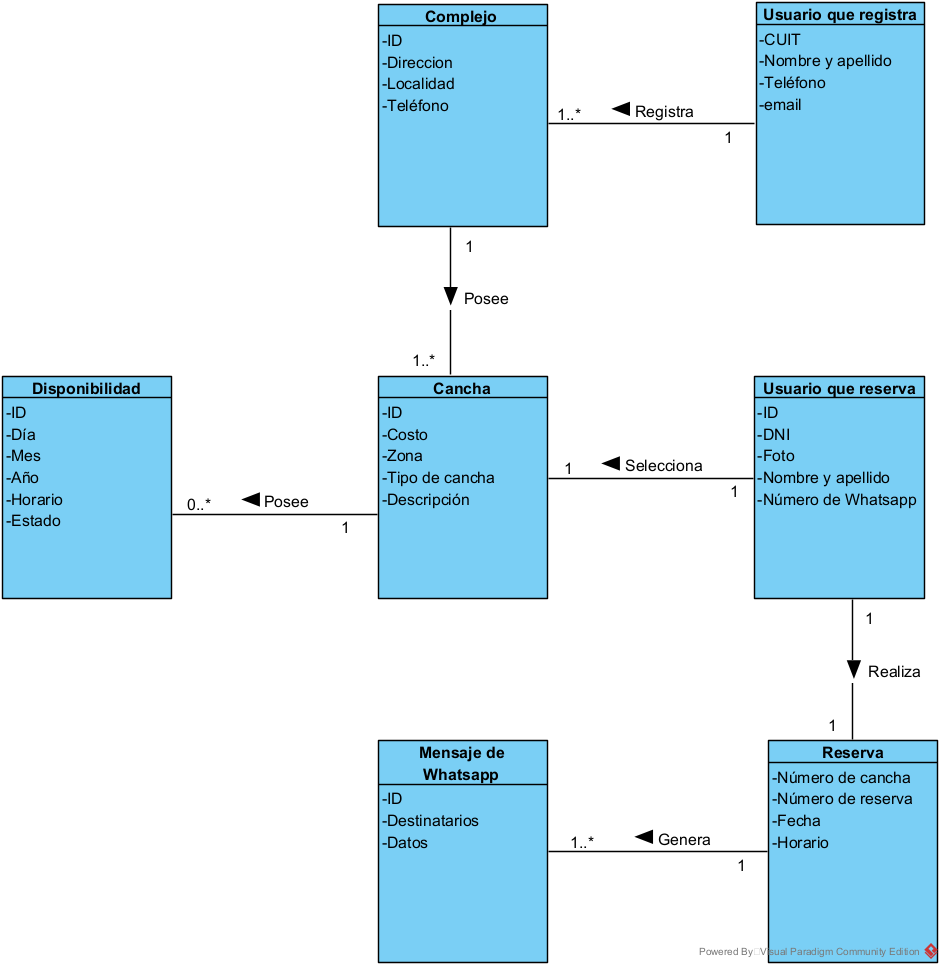 Complejo
-ID
-Direccion
-Localidad
-Teléfono
Usuario que registra
-CUIT
-Nombre y apellido
-Teléfono
-email
1..*
Registra
1
1
Posee
1..*
Disponibilidad
-ID
-Día
-Mes
-Año
-Horario
-Estado
0..*
Posee
1
Cancha
-ID
-Costo
-Zona
-Tipo de cancha
-Descripción
1
Selecciona
1
Usuario que reserva
-ID
-DNI
-Foto
-Nombre y apellido
-Número de Whatsapp
1
Realiza
1
Mensaje de
Whatsapp
-ID
-Destinatarios
-Datos
1..*
Genera
1
Reserva
-Número de cancha
-Número de reserva
-Fecha
-Horario
Powered By Visual Paradigm Community Edition